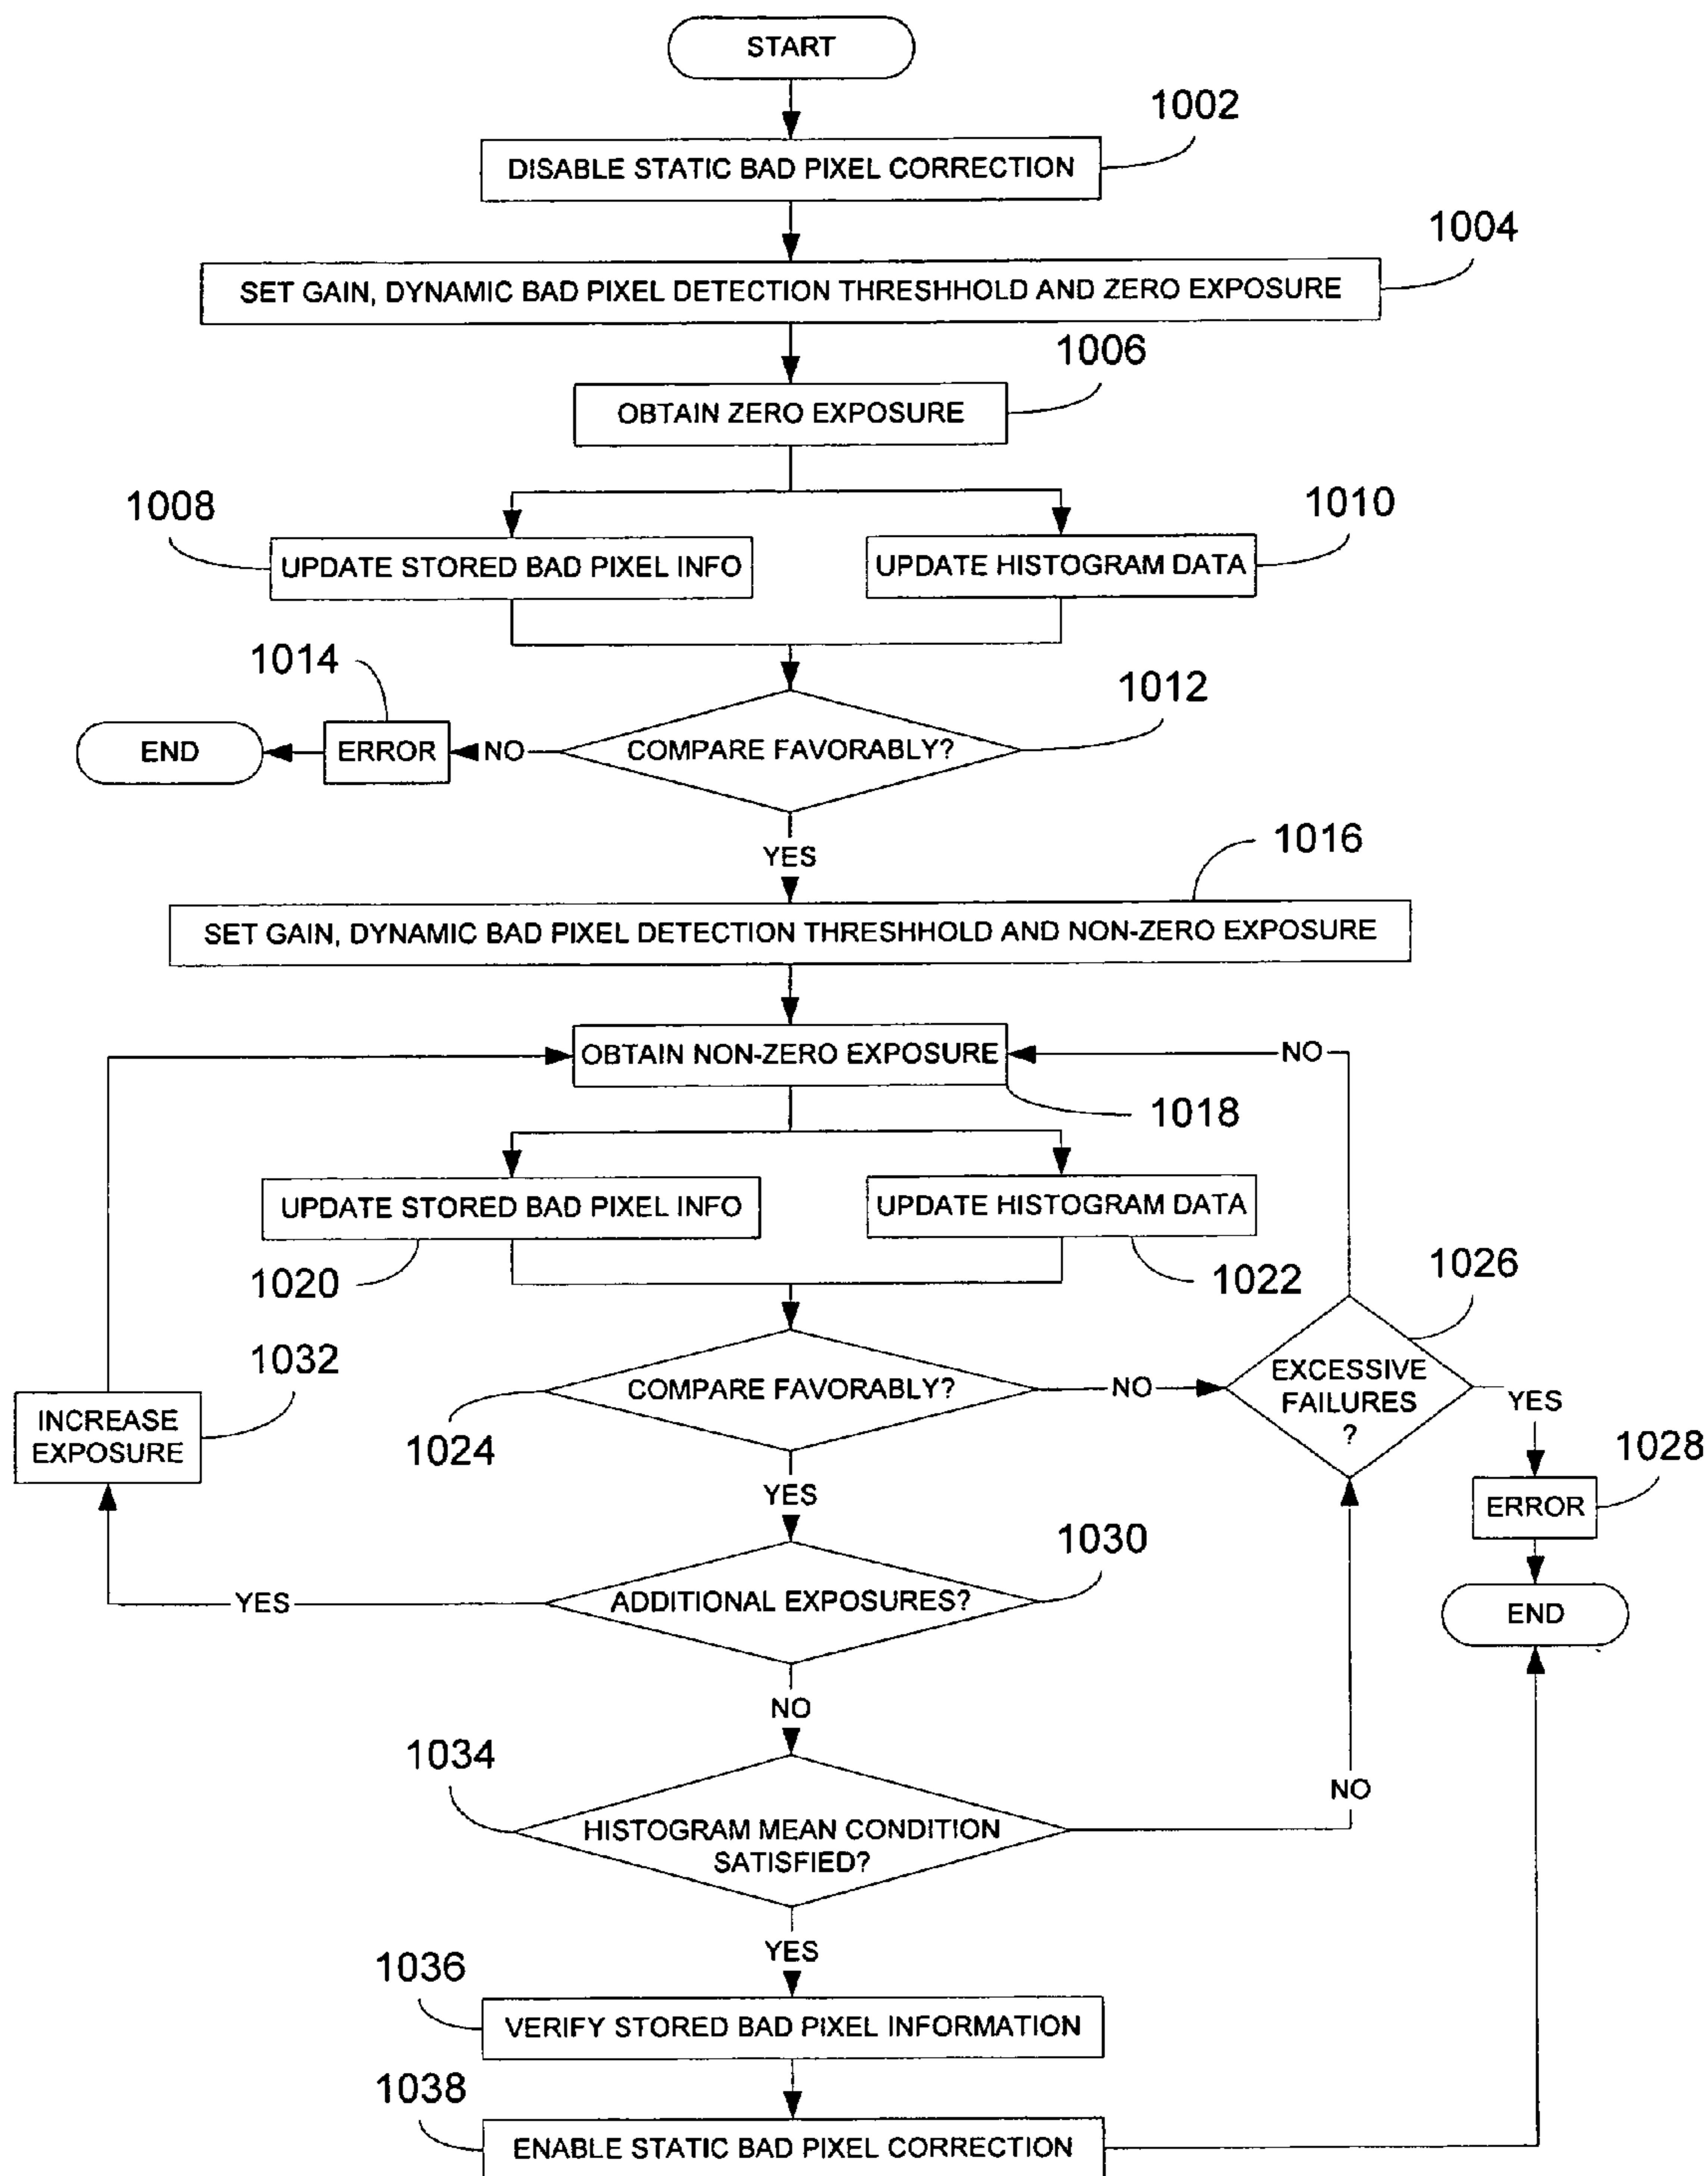 START
1002
DISABLE STATIC BAD PIXEL CORRECTION
1004
SET GAIN, DYNAMIC BAD PIXEL DETECTION THRESHHOLD AND ZERO EXPOSURE
1006
OBTAIN ZERO EXPOSURE
1008
1010
UPDATE STORED BAD PIXEL INFO
UPDATE HISTOGRAM DATA
1014
1012
END
ERROR
NO
COMPARE FAVORABLY?
YES
1016
SET GAIN, DYNAMIC BAD PIXEL DETECTION THRESHHOLD AND NON-ZERO EXPOSURE
OBTAIN NON-ZERO EXPOSURE
NO
1018
UPDATE STORED BAD PIXEL INFO
UPDATE HISTOGRAM DATA
1020
1022
1026
1032
COMPARE FAVORABLY?
NO
EXCESSIVE
FAILURES
?
YES
INCREASE
EXPOSURE
1024
1028
YES
ERROR
1030
YES
ADDITIONAL EXPOSURES?
END
NO
1034
NO
HISTOGRAM MEAN CONDITION
SATISFIED?
YES
1036
VERIFY STORED BAD PIXEL INFORMATION
1038
ENABLE STATIC BAD PIXEL CORRECTION